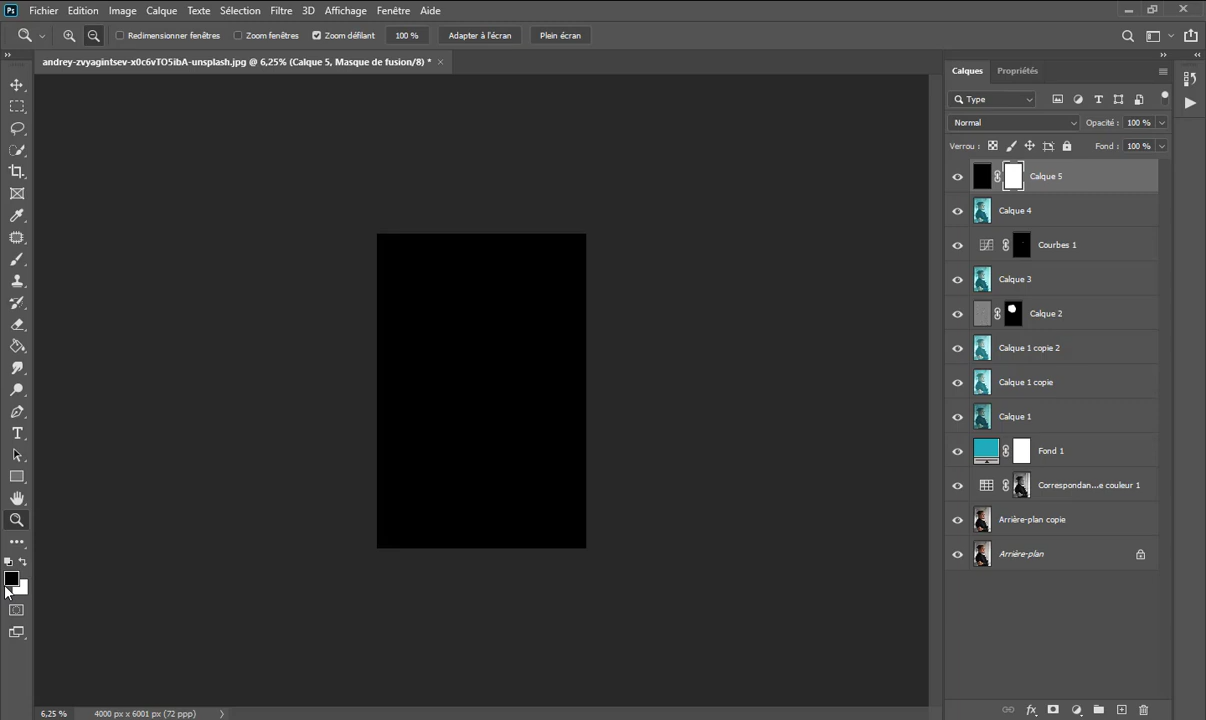 Ps Fichier Edition Image Calque Texte Sélection Filtre 3D Affichage Fenêtre Aide
Redimensionner fenêtres Zoom fenêtres Zoom défilant 100 % Adapter à l'écran Plein écran
andrey-zvyagintsev-x0c6vTO5ibA-unsplash.jpg @ 6,25% (Calque 5, Masque de fusion/8) * ×
Calques Propriétés
Type
Normal Opacité : 100 %
Verrou : Fond : 100 %
Calque 5
Calque 4
Courbes 1
Calque 3
Calque 2
Calque 1 copie 2
Calque 1 copie
Calque 1
Fond 1
Correspondan...e couleur 1
Arrière-plan copie
Arrière-plan
6,25 % 4000 px x 6001 px (72 ppp)
fx